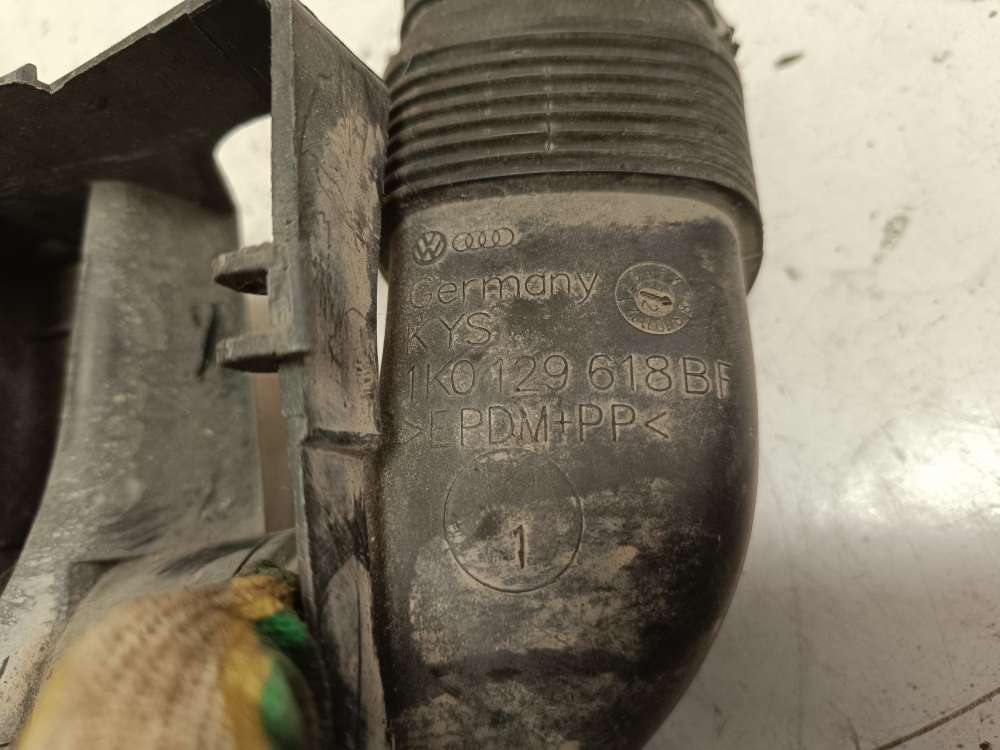 Germany
KYS
1K0 129 618 BF
>EPDM+PP<
1